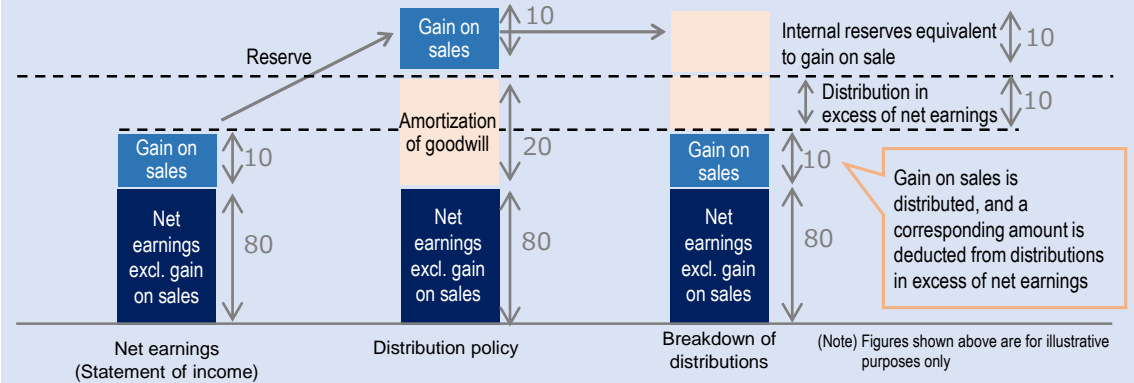 Reserve
Gain on
sales
10
Internal reserves equivalent
to gain on sale
10
Distribution in
excess of net earnings
10
Gain on
sales
10
Amortization
of goodwill
20
Gain on
sales
10
Net
earnings
excl. gain
on sales
80
Net
earnings
excl. gain
on sales
80
Net
earnings
excl. gain
on sales
80
Gain on sales is
distributed, and a
corresponding amount is
deducted from distributions
in excess of net earnings
Net earnings
(Statement of income)
Distribution policy
Breakdown of
distributions
(Note) Figures shown above are for illustrative
purposes only